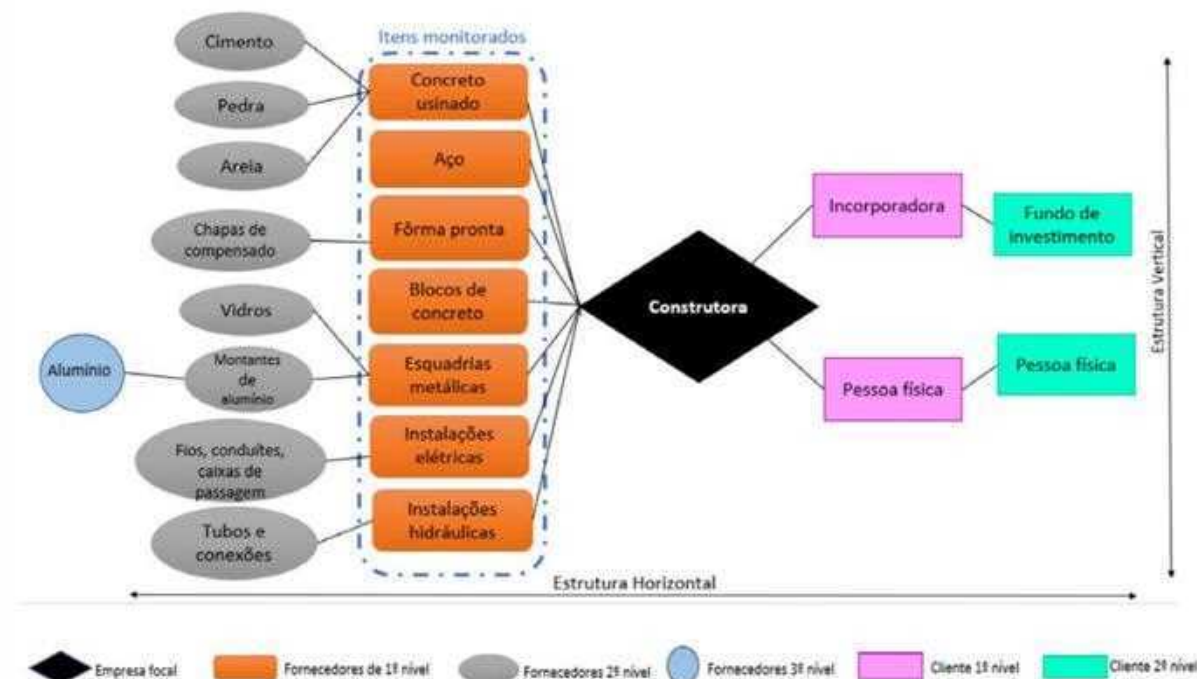 Itens monitorados
Cimento
Pedra
Areia
Chapas de
compensado
Vidros
Montantes
de
alumínio
Alumínio
Fios, conduítes,
caixas de
passagem
Tubos e
conexões
Concreto
usinado
Aço
Fôrma pronta
Blocos de
concreto
Esquadrias
metálicas
Instalações
elétricas
Instalações
hidráulicas
Construtora
Incorporadora
Pessoa física
Fundo de
investimento
Pessoa física
Estrutura Vertical
Estrutura Horizontal
Empresa focal
Fornecedores de 1º nível
Fornecedores 2º nível
Fornecedores 3º nível
Cliente 1º nível
Cliente 2º nível